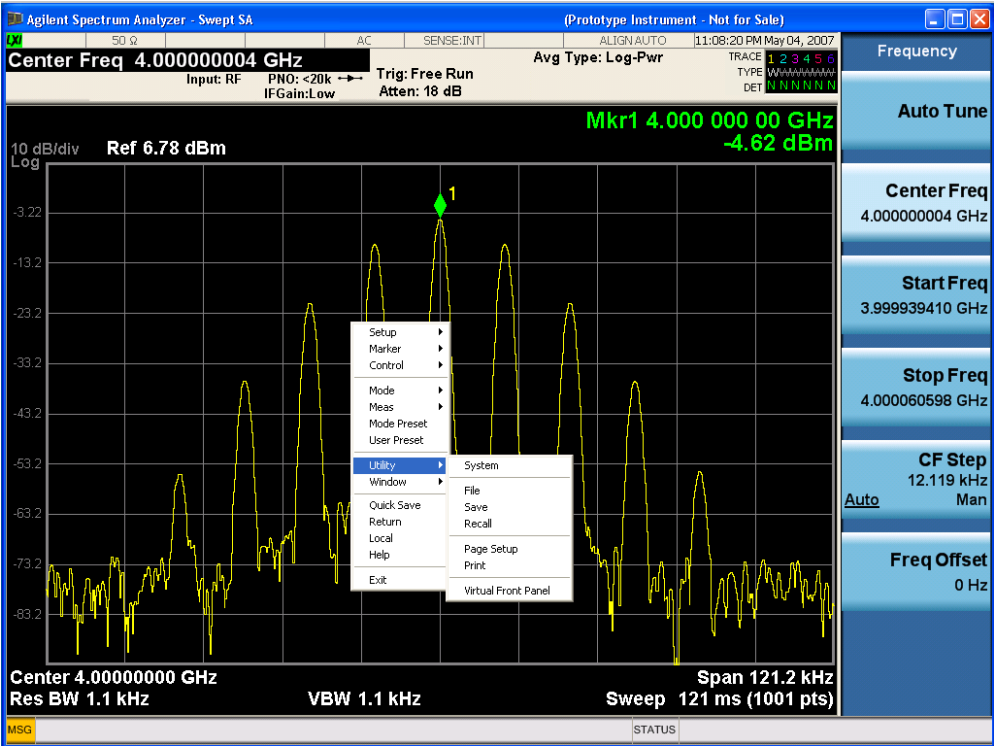 Agilent Spectrum Analyzer - Swept SA (Prototype Instrument - Not for Sale)
LXI 50 Ω AC SENSE:INT ALIGN AUTO 11:08:20 PM May 04, 2007
Center Freq 4.000000004 GHz
Input: RF PNO: <20k Trig: Free Run Avg Type: Log-Pwr TRACE 1 2 3 4 5 6
IFGain:Low Atten: 18 dB TYPE
DET N N N N N N
Mkr1 4.000 000 00 GHz
-4.62 dBm
10 dB/div Ref 6.78 dBm
Log
1
-3.22
-13.2
-23.2
-33.2
-43.2
-53.2
-63.2
-73.2
-83.2
Setup
Marker
Control
Mode
Meas
Mode Preset
User Preset
Utility
Window
Quick Save
Return
Local
Help
Exit
System
File
Save
Recall
Page Setup
Print
Virtual Front Panel
Center 4.00000000 GHz Span 121.2 kHz
Res BW 1.1 kHz VBW 1.1 kHz Sweep 121 ms (1001 pts)
MSG STATUS
Frequency
Auto Tune
Center Freq
4.000000004 GHz
Start Freq
3.999939410 GHz
Stop Freq
4.000060598 GHz
CF Step
12.119 kHz
Auto Man
Freq Offset
0 Hz